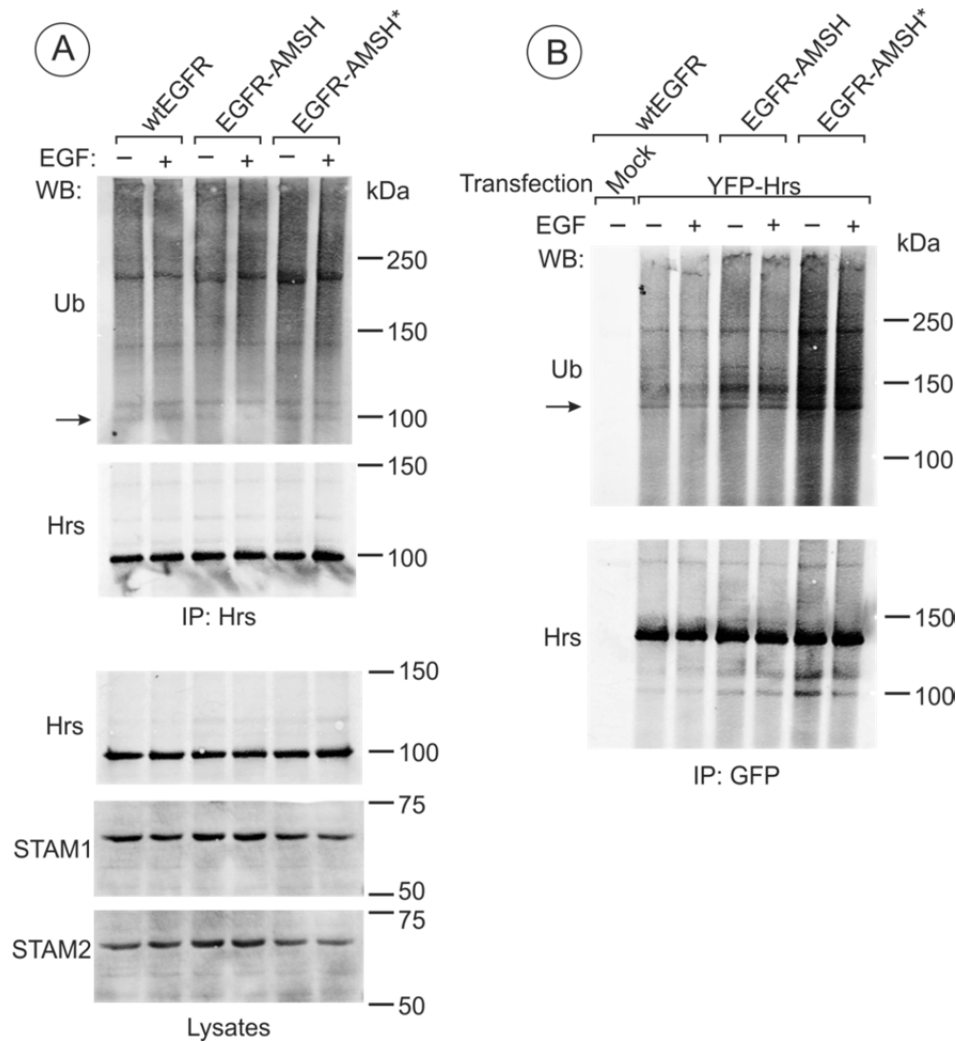 A
wtEGFR
EGFR-AMSH
EGFR-AMSH*
EGF: – + – + – +
WB:
kDa
250
Ub
150
100
150
Hrs
100
IP: Hrs
150
Hrs
100
75
STAM1
50
75
STAM2
50
Lysates
B
wtEGFR
EGFR-AMSH
EGFR-AMSH*
Transfection
Mock
YFP-Hrs
EGF – – + – + – +
WB:
kDa
250
Ub
150
100
150
Hrs
100
IP: GFP